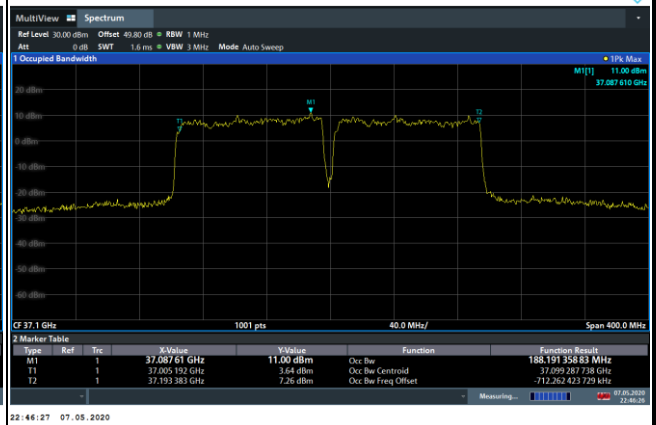 MultiView Spectrum
Ref Level 30.00 dBm Offset 49.80 dB RBW 1 MHz
Att 0 dB SWT 1.6 ms VBW 3 MHz Mode Auto Sweep
1 Occupied Bandwidth 1Pk Max
M1[1] 11.00 dBm
37.087 610 GHz
20 dBm
M1
10 dBm
T1 T2
0 dBm
-10 dBm
-20 dBm
-30 dBm
-40 dBm
-50 dBm
-60 dBm
CF 37.1 GHz 1001 pts 40.0 MHz/ Span 400.0 MHz
2 Marker Table
Type Ref Trc X-Value Y-Value Function Function Result
M1 1 37.087 61 GHz 11.00 dBm Occ Bw 188.191 358 83 MHz
T1 1 37.005 192 GHz 3.64 dBm Occ Bw Centroid 37.099 287 738 GHz
T2 1 37.193 383 GHz 7.26 dBm Occ Bw Freq Offset -712.262 423 729 kHz
Measuring... 07.05.2020
22:46:26
22:46:27 07.05.2020